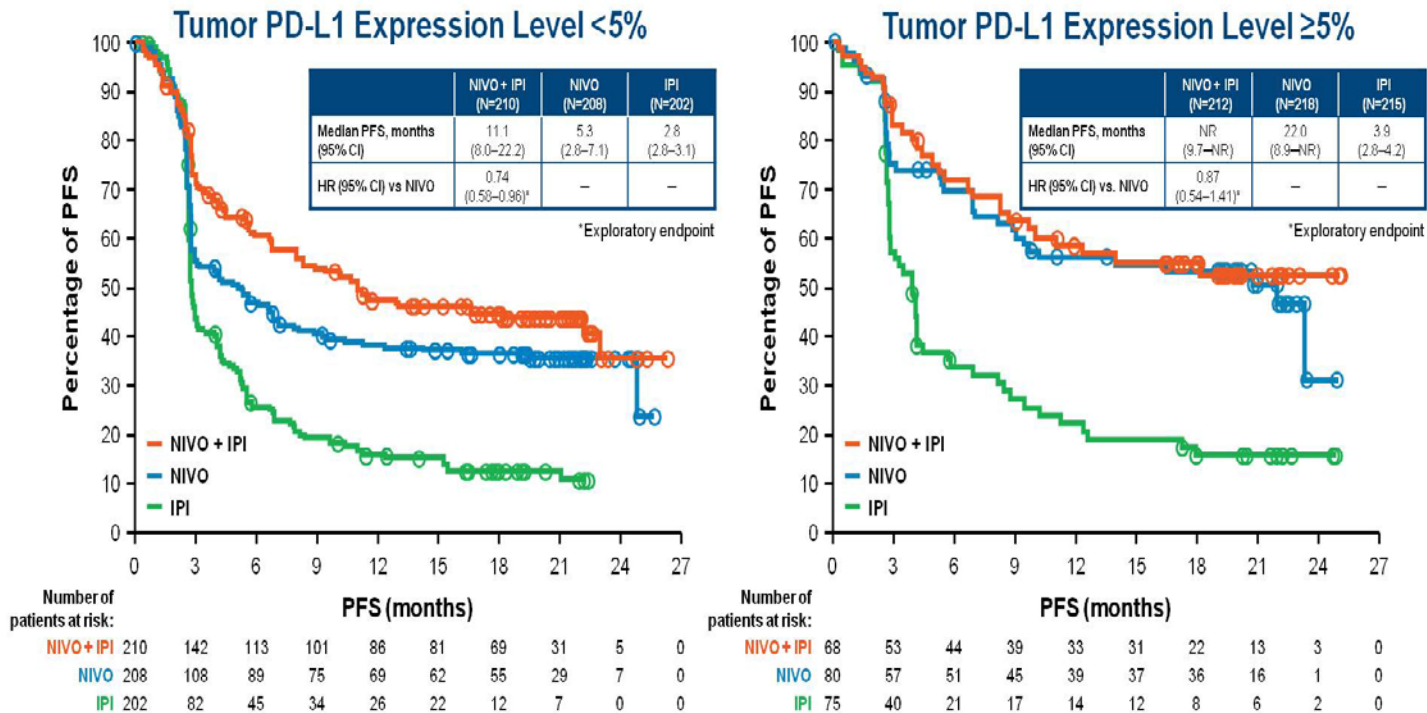 Tumor PD-L1 Expression Level <5%
NIVO + IPI (N=210) NIVO (N=208) IPI (N=202)
Median PFS, months (95% CI) 11.1 (8.0–22.2) 5.3 (2.8–7.1) 2.8 (2.8–3.1)
HR (95% CI) vs NIVO 0.74 (0.58–0.96)* – –
*Exploratory endpoint
Percentage of PFS
100
90
80
70
60
50
40
30
20
10
0
NIVO + IPI
NIVO
IPI
0 3 6 9 12 15 18 21 24 27
PFS (months)
Number of patients at risk:
NIVO + IPI 210 142 113 101 86 81 69 31 5 0
NIVO 208 108 89 75 69 62 55 29 7 0
IPI 202 82 45 34 26 22 12 7 0 0
Tumor PD-L1 Expression Level ≥5%
NIVO + IPI (N=212) NIVO (N=218) IPI (N=215)
Median PFS, months (95% CI) NR (9.7–NR) 22.0 (8.9–NR) 3.9 (2.8–4.2)
HR (95% CI) vs. NIVO 0.87 (0.54–1.41)* – –
*Exploratory endpoint
Percentage of PFS
100
90
80
70
60
50
40
30
20
10
0
NIVO + IPI
NIVO
IPI
0 3 6 9 12 15 18 21 24 27
PFS (months)
Number of patients at risk:
NIVO + IPI 68 53 44 39 33 31 22 13 3 0
NIVO 80 57 51 45 39 37 36 16 1 0
IPI 75 40 21 17 14 12 8 6 2 0